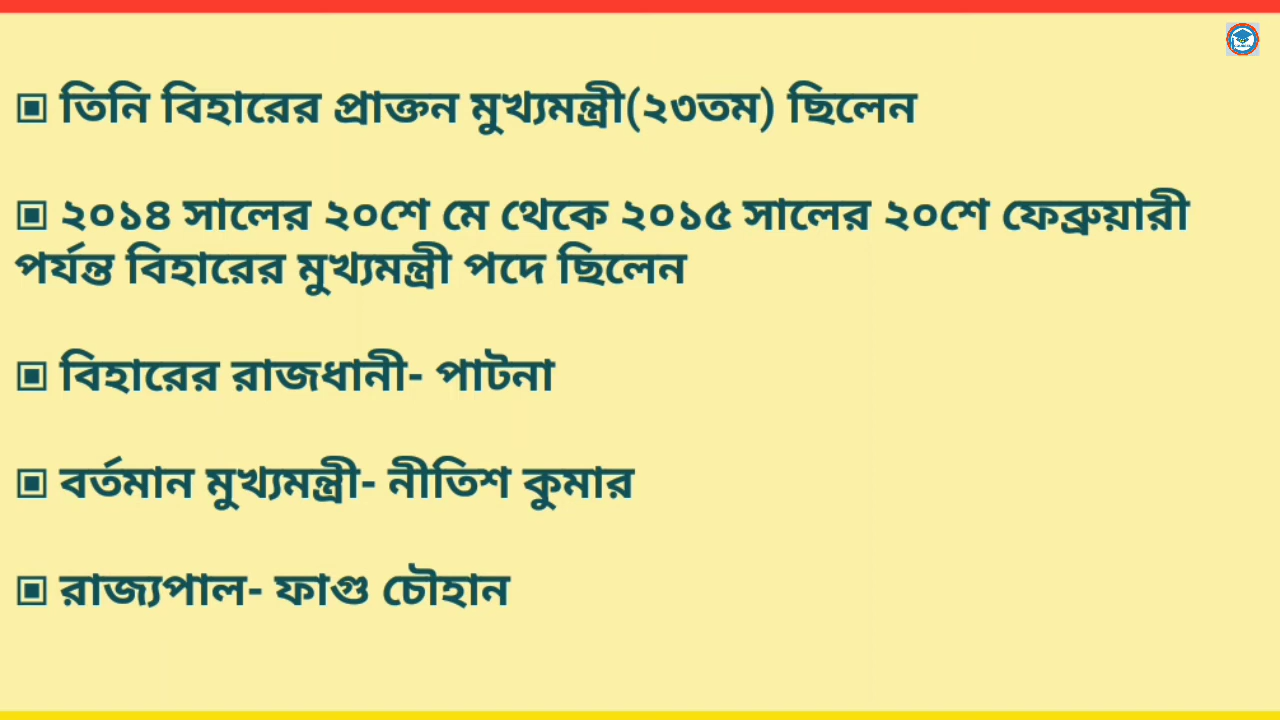 ▣ তিনি বিহারের প্রাক্তন মুখ্যমন্ত্রী(২৩তম) ছিলেন
▣ ২০১৪ সালের ২০শে মে থেকে ২০১৫ সালের ২০শে ফেব্রুয়ারী
পর্যন্ত বিহারের মুখ্যমন্ত্রী পদে ছিলেন
▣ বিহারের রাজধানী- পাটনা
▣ বর্তমান মুখ্যমন্ত্রী- নীতিশ কুমার
▣ রাজ্যপাল- ফাগু চৌহান